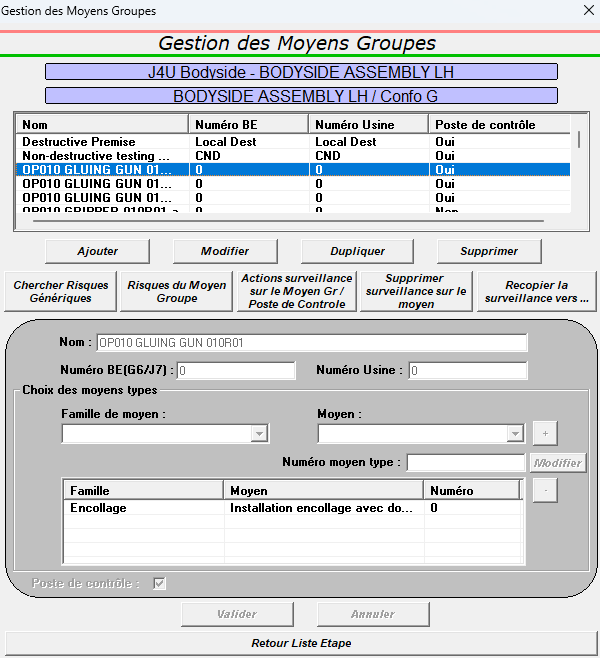 Gestion des Moyens Groupes
Gestion des Moyens Groupes
J4U Bodyside - BODYSIDE ASSEMBLY LH
BODYSIDE ASSEMBLY LH / Confo G
Nom Numéro BE Numéro Usine Poste de contrôle
Destructive Premise Local Dest Local Dest Oui
Non-destructive testing ... CND CND Oui
OP010 GLUING GUN 01... 0 0 Oui
OP010 GLUING GUN 01... 0 0 Oui
OP010 GLUING GUN 01... 0 0 Oui
OP010 GRIPPER 010R01 a 0 0 Non
Ajouter Modifier Dupliquer Supprimer
Chercher Risques Génériques
Risques du Moyen Groupe
Actions surveillance sur le Moyen Gr / Poste de Controle
Supprimer surveillance sur le moyen
Recopier la surveillance vers ...
Nom : OP010 GLUING GUN 010R01
Numéro BE(G6/J7) : 0 Numéro Usine : 0
Choix des moyens types
Famille de moyen : Moyen :
+
Numéro moyen type : Modifier
Famille Moyen Numéro -
Encollage Installation encollage avec do... 0
Poste de contrôle :
Valider Annuler
Retour Liste Etape